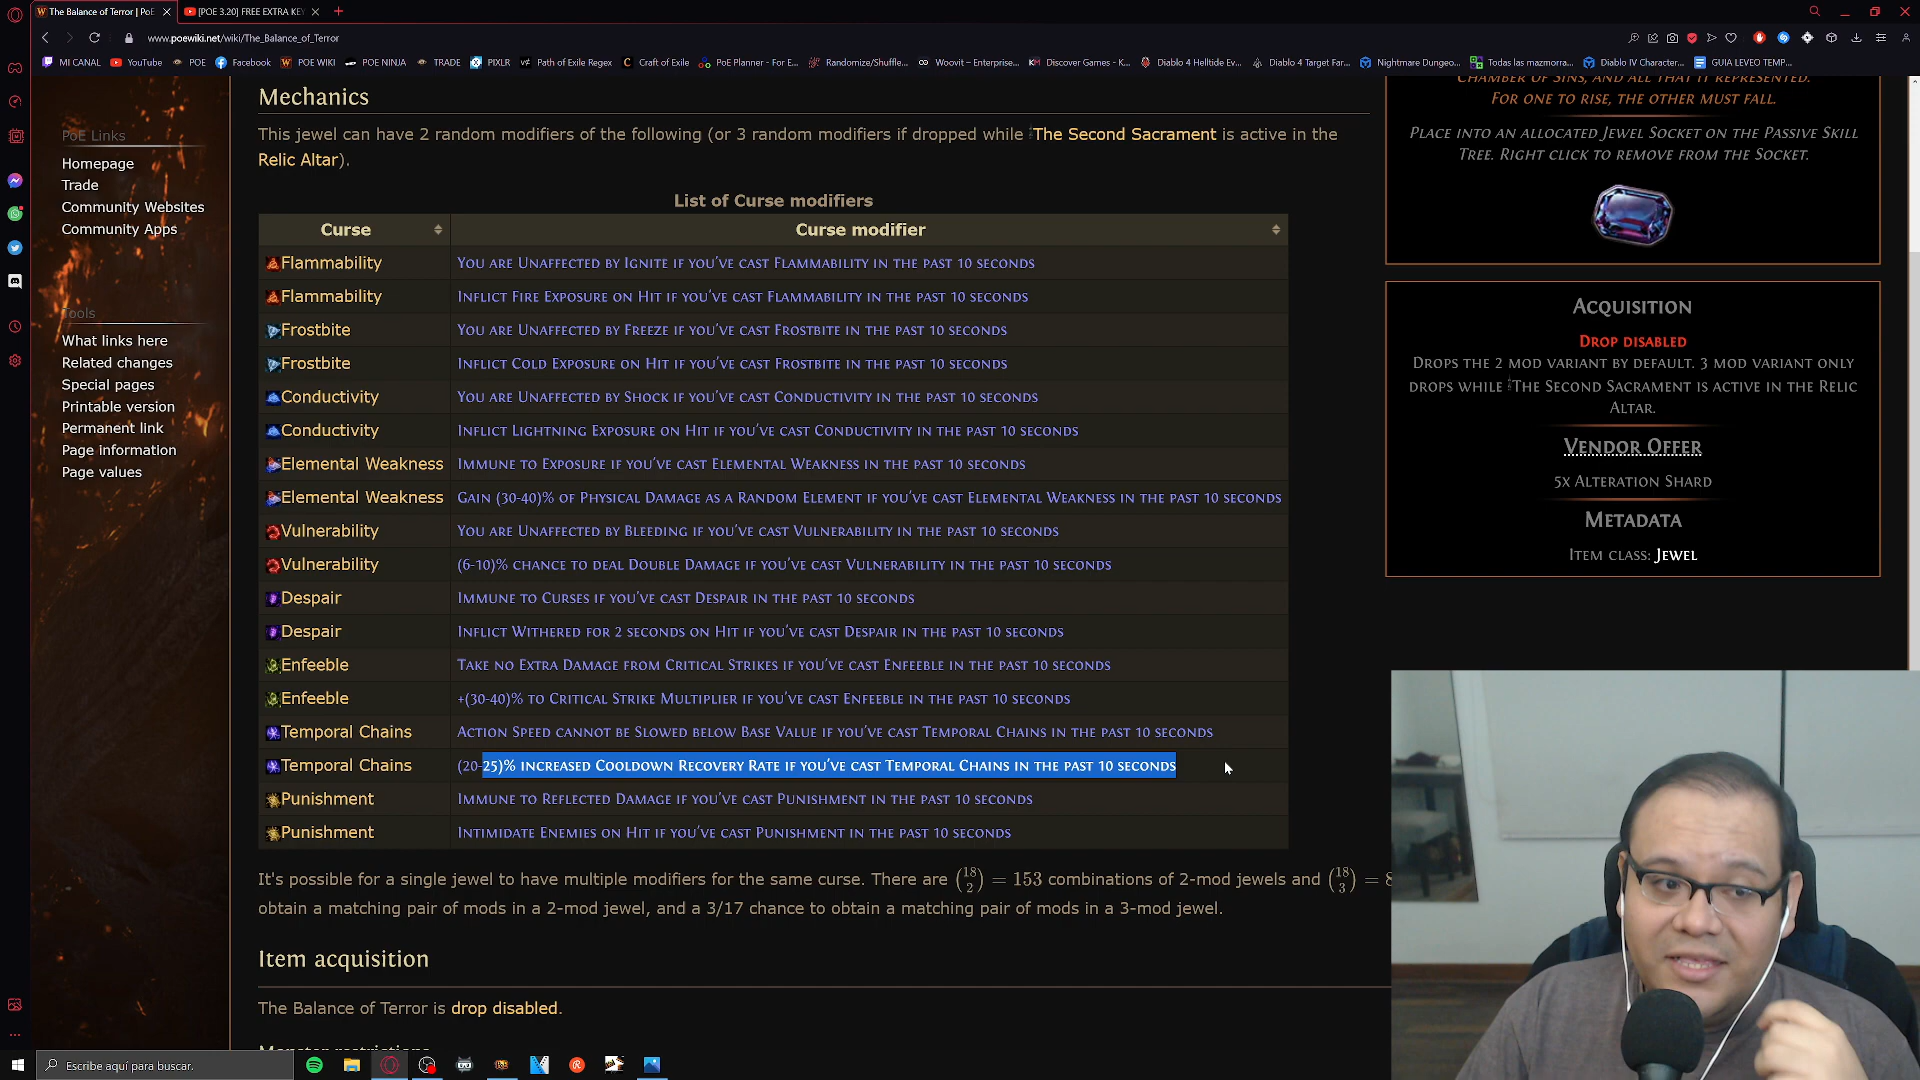 The Balance of Terror | PoE
[POE 3.20] FREE EXTRA KE
www.poewiki.net/wiki/The_Balance_of_Terror
MI CANAL
YouTube
POE
Facebook
POE WIKI
POE NINJA
TRADE
PIXLR
Path of Exile Regex
Craft of Exile
PoE Planner - For E...
Randomize/Shuffle...
Woovit – Enterprise...
Discover Games - K...
Diablo 4 Helltide Ev...
Diablo 4 Target Far...
Nightmare Dungeo...
Todas las mazmorra...
Diablo IV Character...
GUIA LEVEO TEMP...
PoE Links
Homepage
Trade
Community Websites
Community Apps
Tools
What links here
Related changes
Special pages
Printable version
Permanent link
Page information
Page values
Mechanics
This jewel can have 2 random modifiers of the following (or 3 random modifiers if dropped while The Second Sacrament is active in the
Relic Altar).
List of Curse modifiers
Curse Curse modifier
Flammability You are Unaffected by Ignite if you've cast Flammability in the past 10 seconds
Flammability Inflict Fire Exposure on Hit if you've cast Flammability in the past 10 seconds
Frostbite You are Unaffected by Freeze if you've cast Frostbite in the past 10 seconds
Frostbite Inflict Cold Exposure on Hit if you've cast Frostbite in the past 10 seconds
Conductivity You are Unaffected by Shock if you've cast Conductivity in the past 10 seconds
Conductivity Inflict Lightning Exposure on Hit if you've cast Conductivity in the past 10 seconds
Elemental Weakness Immune to Exposure if you've cast Elemental Weakness in the past 10 seconds
Elemental Weakness Gain (30-40)% of Physical Damage as a Random Element if you've cast Elemental Weakness in the past 10 seconds
Vulnerability You are Unaffected by Bleeding if you've cast Vulnerability in the past 10 seconds
Vulnerability (6-10)% chance to deal Double Damage if you've cast Vulnerability in the past 10 seconds
Despair Immune to Curses if you've cast Despair in the past 10 seconds
Despair Inflict Withered for 2 seconds on Hit if you've cast Despair in the past 10 seconds
Enfeeble Take no Extra Damage from Critical Strikes if you've cast Enfeeble in the past 10 seconds
Enfeeble +(30-40)% to Critical Strike Multiplier if you've cast Enfeeble in the past 10 seconds
Temporal Chains Action Speed cannot be Slowed below Base Value if you've cast Temporal Chains in the past 10 seconds
Temporal Chains (20-25)% increased Cooldown Recovery Rate if you've cast Temporal Chains in the past 10 seconds
Punishment Immune to Reflected Damage if you've cast Punishment in the past 10 seconds
Punishment Intimidate Enemies on Hit if you've cast Punishment in the past 10 seconds
It's possible for a single jewel to have multiple modifiers for the same curse. There are (18 2) = 153 combinations of 2-mod jewels and (18 3) = 8
obtain a matching pair of mods in a 2-mod jewel, and a 3/17 chance to obtain a matching pair of mods in a 3-mod jewel.
Item acquisition
The Balance of Terror is drop disabled.
Monster restrictions
Chamber of Sins, and all that it represented.
For one to rise, the other must fall.
Place into an allocated Jewel Socket on the Passive Skill
Tree. Right click to remove from the Socket.
Acquisition
Drop disabled
Drops the 2 mod variant by default. 3 mod variant only
drops while The Second Sacrament is active in the Relic
Altar.
Vendor Offer
5x Alteration Shard
Metadata
Item class: Jewel
Escribe aquí para buscar.